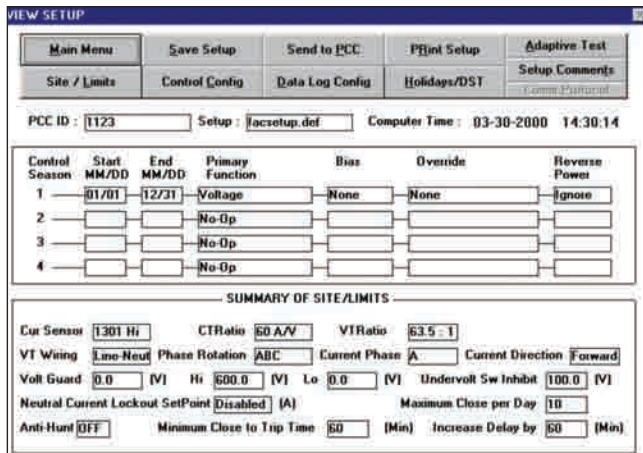 VIEW SETUP
Main Menu Save Setup Send to PCC PRint Setup Adaptive Test
Site / Limits Control Config Data Log Config Holidays/DST Setup Comments
Comm Protocol
PCC ID : 1123 Setup : facsetup.def Computer Time : 03-30-2000 14:30:14
Control Season Start MM/DD End MM/DD Primary Function Bias Override Reverse Power
1 01/01 12/31 Voltage None None Ignore
2 No-Op
3 No-Op
4 No-Op
SUMMARY OF SITE/LIMITS
Cur Sensor 1301 Hi CTRatio 60 A/V VTRatio 63.5 : 1
VT Wiring Line-Neut Phase Rotation ABC Current Phase A Current Direction Forward
Volt Guard 0.0 (V) Hi 600.0 (V) Lo 0.0 (V) Undervolt Sw Inhibit 100.0 (V)
Neutral Current Lockout SetPoint Disabled (A) Maximum Close per Day 10
Anti-Hunt OFF Minimum Close to Trip Time 60 (Min) Increase Delay by 60 (Min)